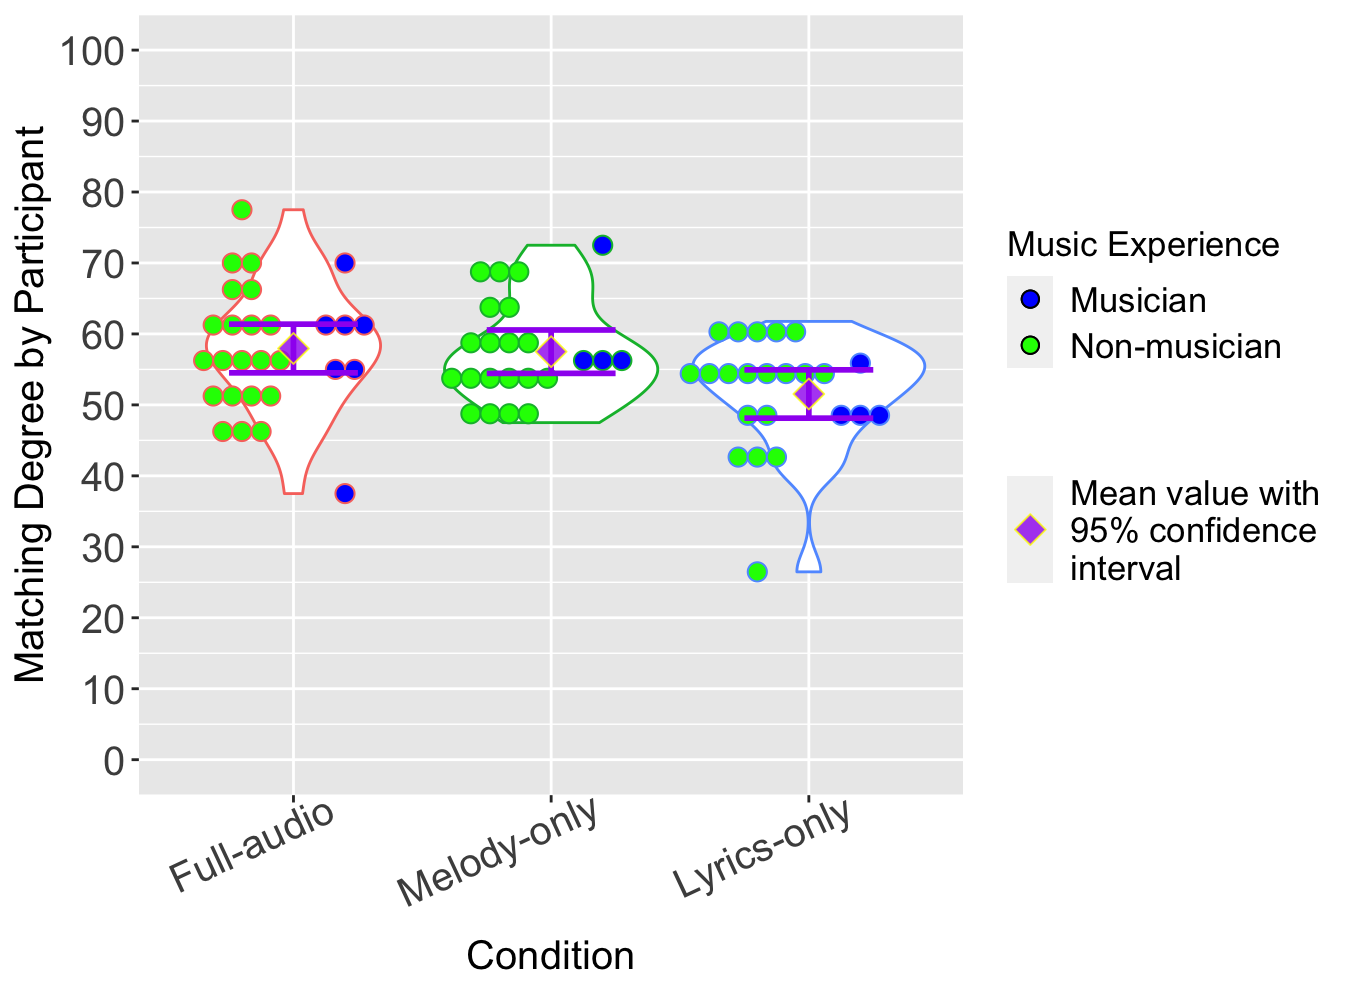 100
90
80
70
60
50
40
30
20
10
0
Matching Degree by Participant
Full-audio
Melody-only
Lyrics-only
Condition
Music Experience
Musician
Non-musician
Mean value with
95% confidence
interval